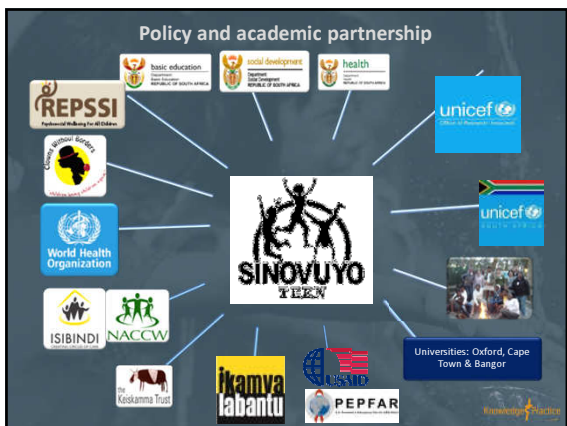 Policy and academic partnership
basic education
Department:
Basic Education
REPUBLIC OF SOUTH AFRICA
social development
Department:
Social Development
REPUBLIC OF SOUTH AFRICA
health
Department:
Health
REPUBLIC OF SOUTH AFRICA
REPSSI
Psychosocial Wellbeing For All Children
unicef
Clowns Without Borders
unicef
SOUTH AFRICA
World Health
Organization
SINOVUYO
TEEN
ISIBINDI
NACCW
Universities: Oxford, Cape
Town & Bangor
the
Keiskamma Trust
ikamva
labantu
USAID
PEPFAR
Knowledge Practice